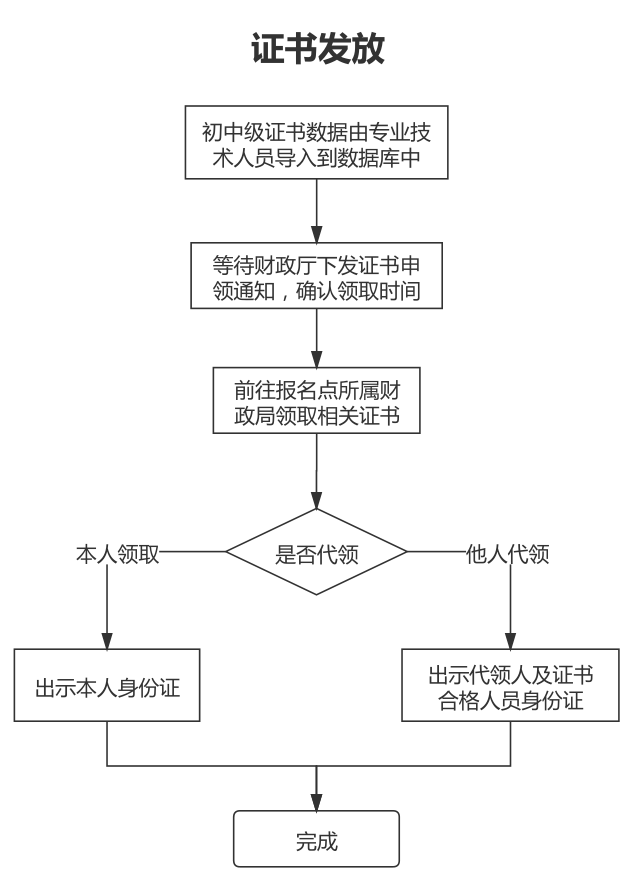 证书发放
初中级证书数据由专业技
术人员导入到数据库中
等待财政厅下发证书申
领通知，确认领取时间
前往报名点所属财
政局领取相关证书
是否代领
本人领取
他人代领
出示本人身份证
出示代领人及证书
合格人员身份证
完成